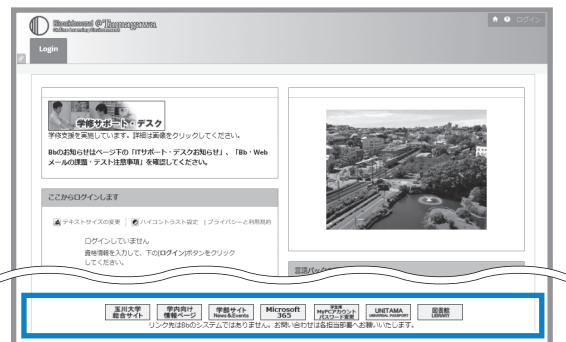 Blackboard @Tamagawa
Online Learning Environment
ログイン
Login
学修サポート・デスク
学修支援を実施しています。詳細は画像をクリックしてください。
Bbのお知らせはページ下の「ITサポート・デスクお知らせ」、「Bb・Web
メールの課題・テスト注意事項」を確認してください。
ここからログインします
テキストサイズの変更 | ハイコントラスト設定 | プライバシーと利用規約
ログインしていません
資格情報を入力して、下の[ログイン]ボタンをクリック
してください。
玉川大学
総合サイト
学内向け
情報ページ
学部サイト
News&Events
Microsoft
365
学生用
MyPCアカウント
パスワード変更
UNITAMA
UNIVERSAL PASSPORT
図書館
LIBRARY
リンク先はBbのシステムではありません。お問い合わせは各担当部署へお願いいたします。